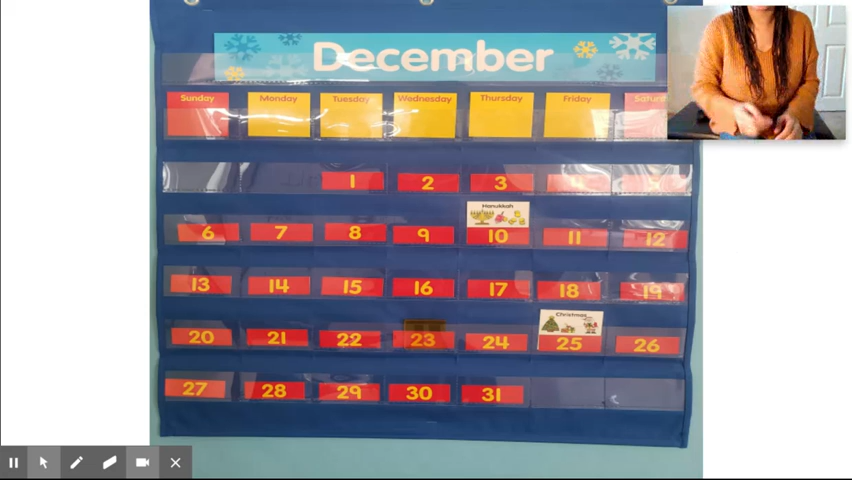 December
Sunday Monday Tuesday Wednesday Thursday Friday
1 2 3
Hanukkah
6 7 8 9 10 11 12
13 14 15 16 17 18 19
Christmas
20 21 22 23 24 25 26
27 28 29 30 31